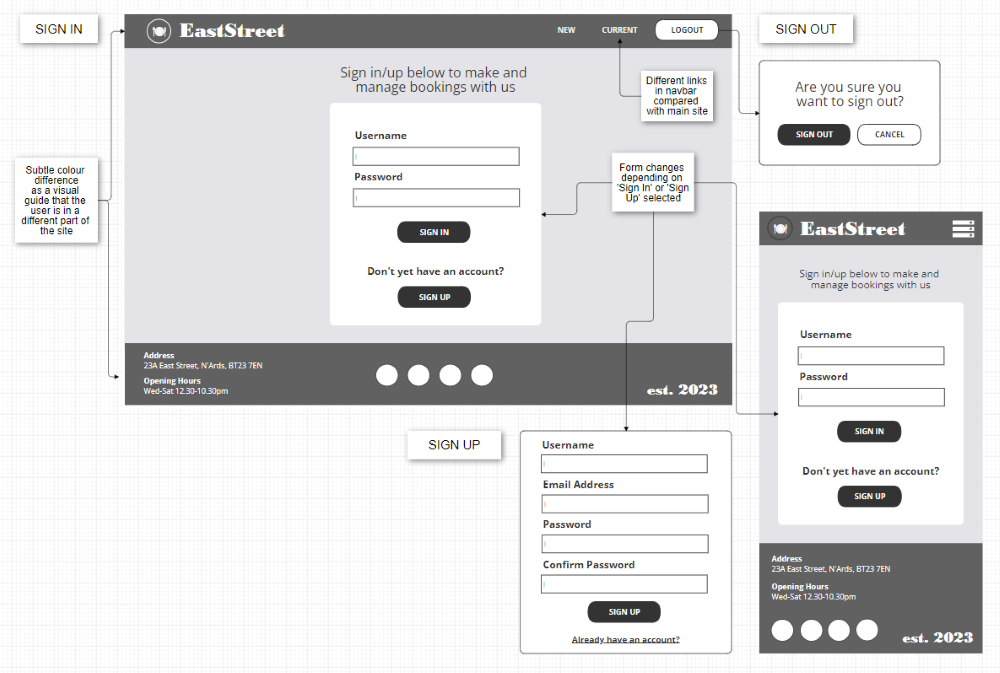 SIGN IN
EastStreet
NEW
CURRENT
LOGOUT
Sign in/up below to make and
manage bookings with us
Username
Password
SIGN IN
Don't yet have an account?
SIGN UP
Address
23A East Street, N'Ards, BT23 7EN
Opening Hours
Wed-Sat 12.30-10.30pm
est. 2023
Subtle colour
difference
as a visual
guide that the
user is in a
different part of
the site
Different links
in navbar
compared
with main site
Form changes
depending on
'Sign In' or 'Sign
Up' selected
SIGN OUT
Are you sure you
want to sign out?
SIGN OUT
CANCEL
SIGN UP
Username
Email Address
Password
Confirm Password
SIGN UP
Already have an account?
EastStreet
Sign in/up below to make and
manage bookings with us
Username
Password
SIGN IN
Don't yet have an account?
SIGN UP
Address
23A East Street, N'Ards, BT23 7EN
Opening Hours
Wed-Sat 12.30-10.30pm
est. 2023